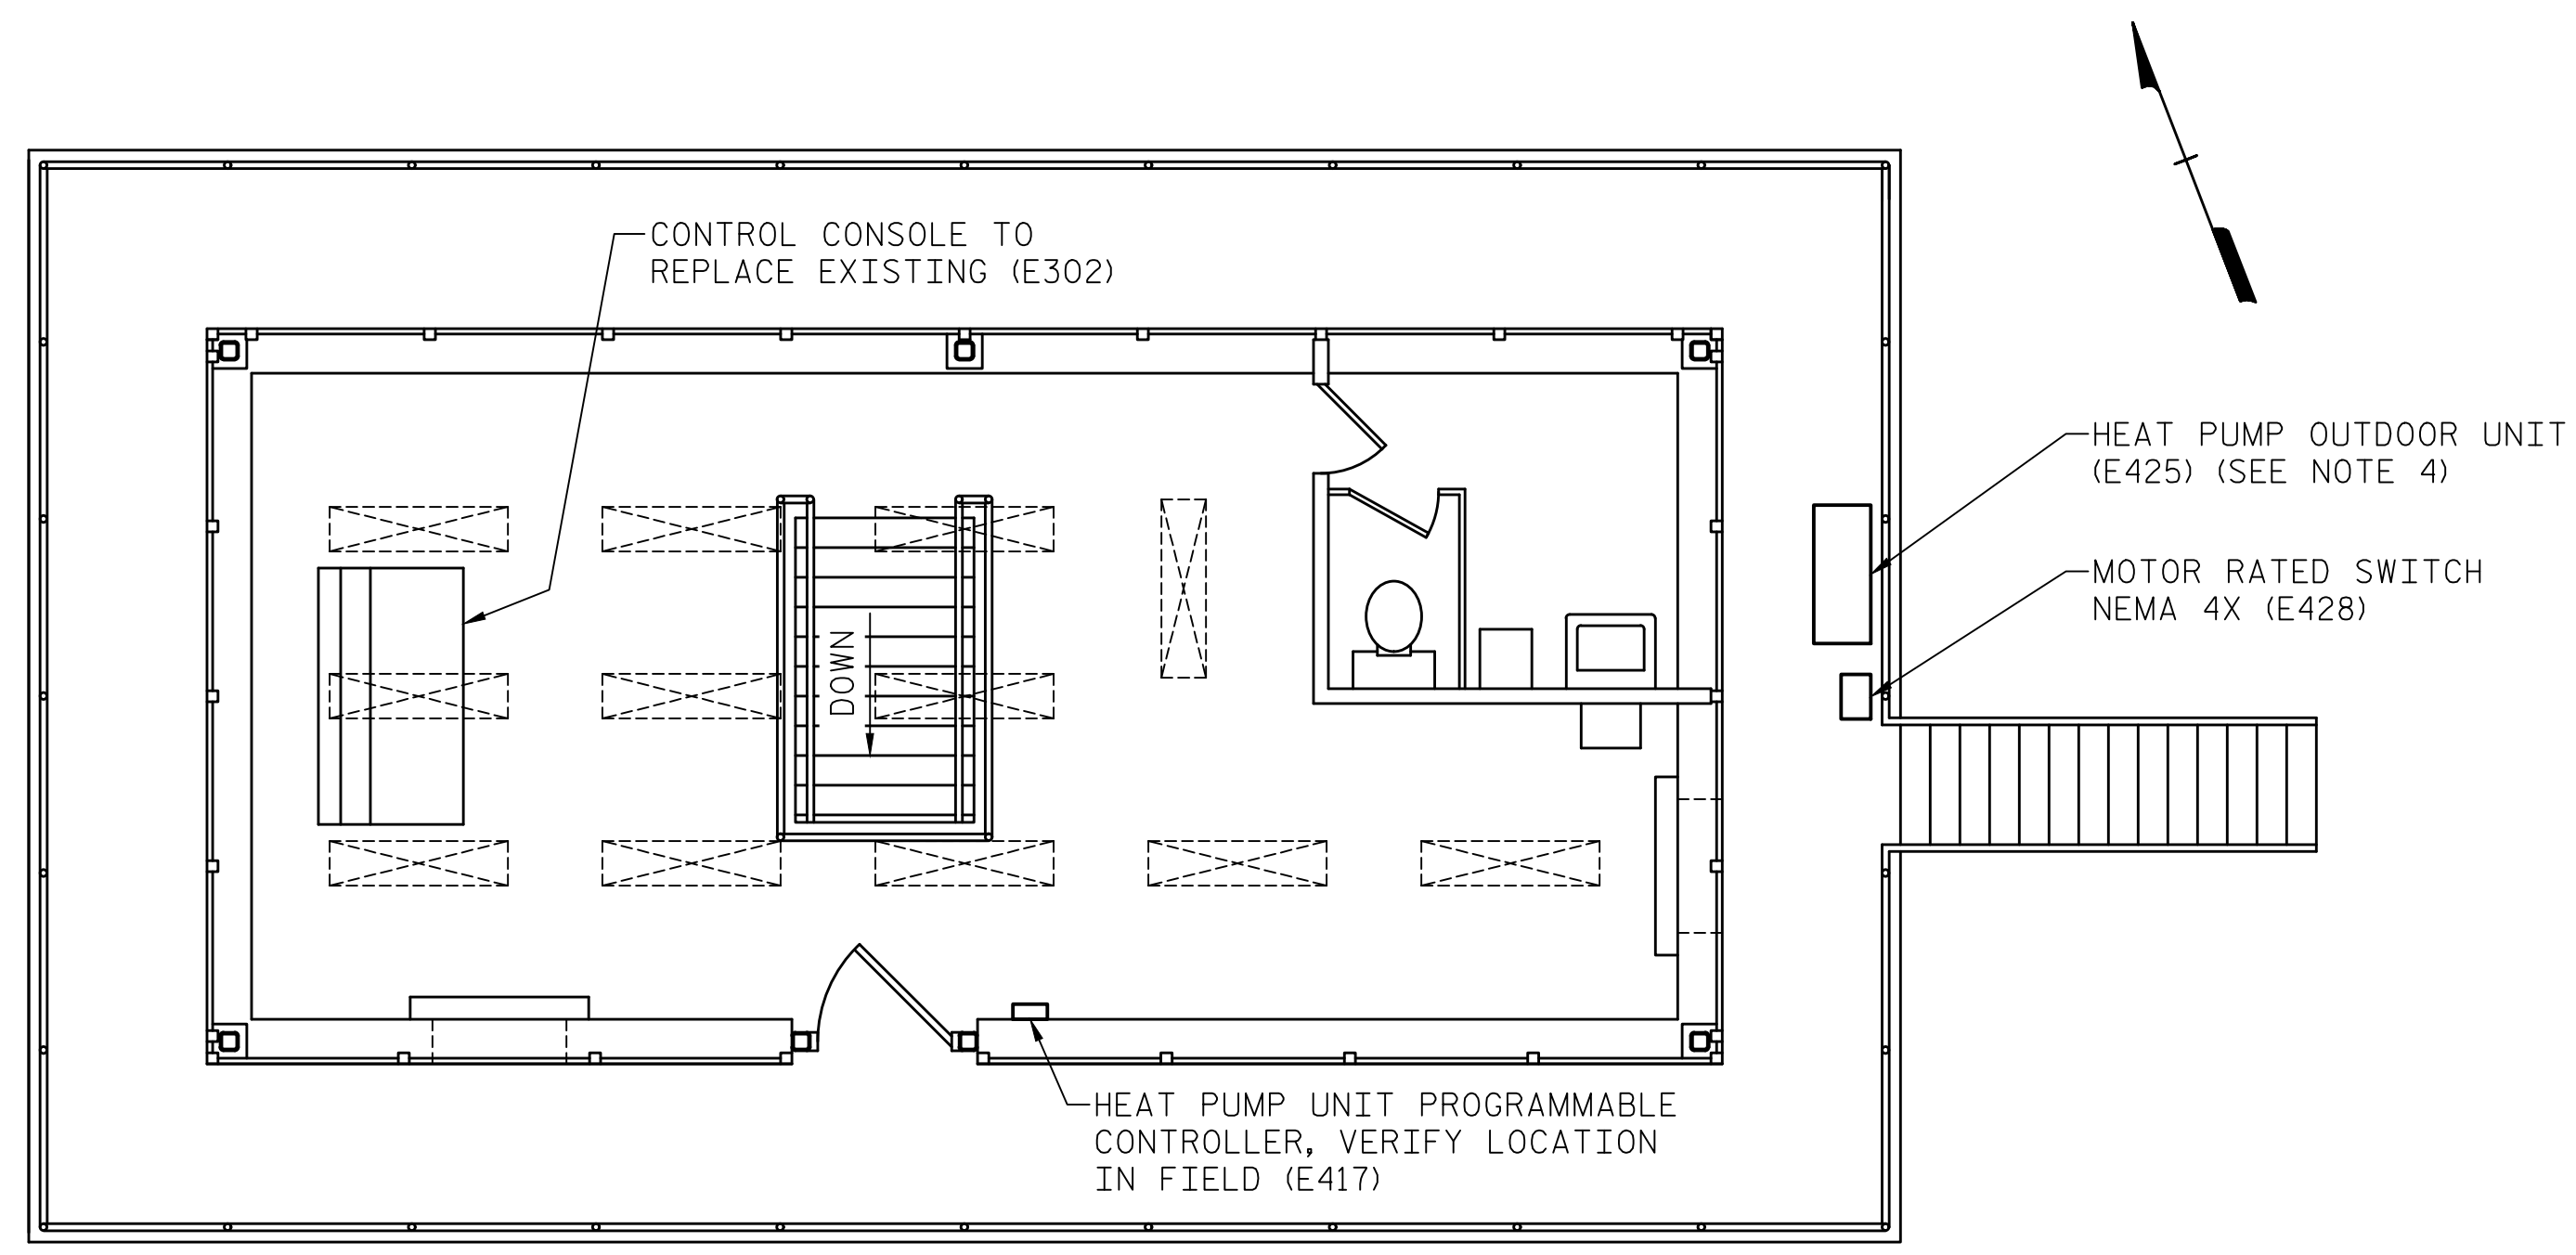 CONTROL CONSOLE TO
REPLACE EXISTING (E302)
HEAT PUMP OUTDOOR UNIT
(E425) (SEE NOTE 4)
MOTOR RATED SWITCH
NEMA 4X (E428)
DOWN
HEAT PUMP UNIT PROGRAMMABLE
CONTROLLER, VERIFY LOCATION
IN FIELD (E417)